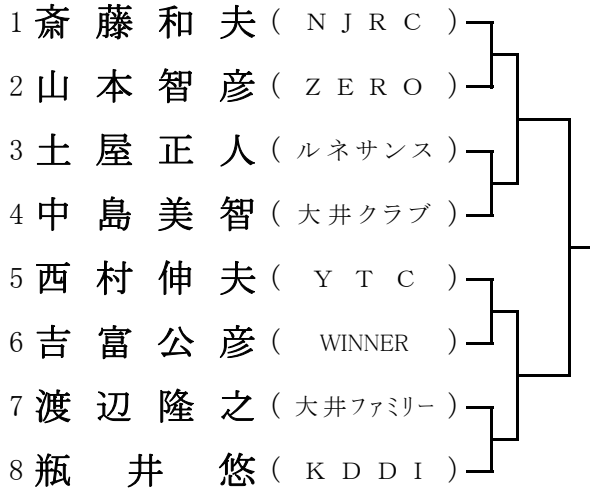 1 斎藤和夫 ( NJRC )
2 山本智彦 ( ZERO )
3 土屋正人 ( ルネサンス )
4 中島美智 ( 大井クラブ )
5 西村伸夫 ( YTC )
6 吉富公彦 ( WINNER )
7 渡辺隆之 ( 大井ファミリー )
8 瓶井悠 ( KDDI )